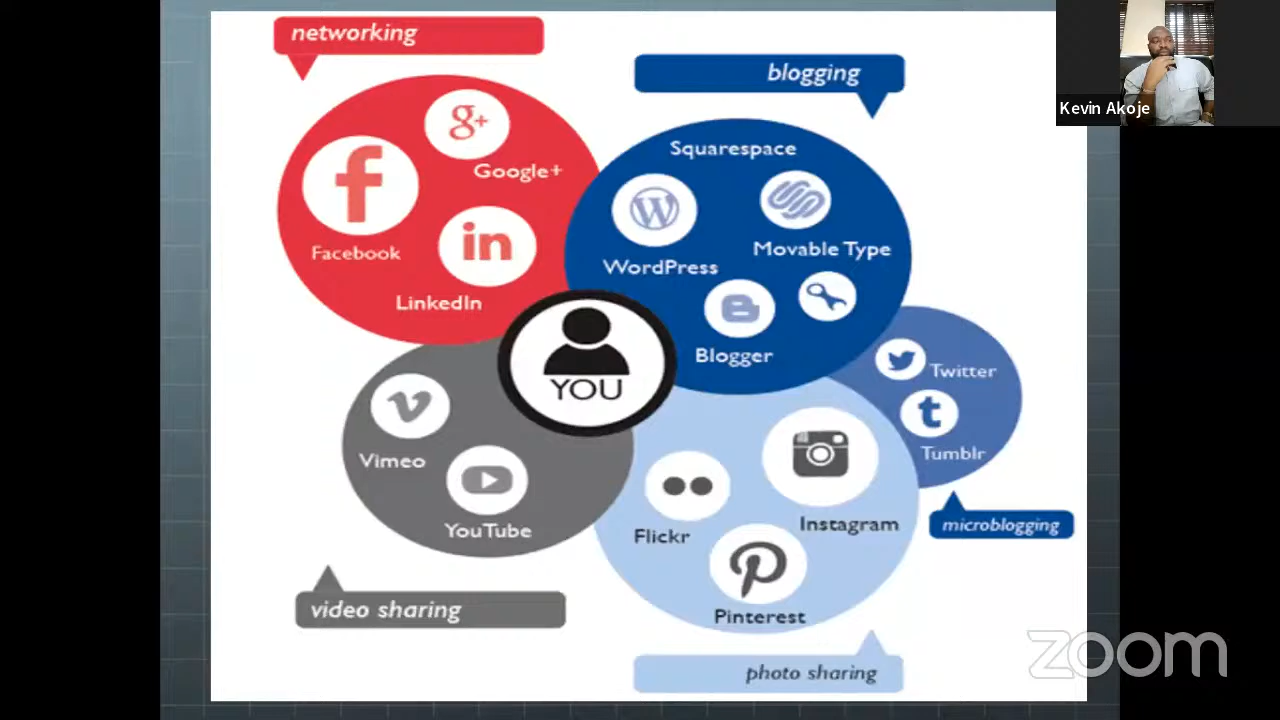 networking
blogging
Kevin Akoje
g+
Google+
f
Facebook
in
LinkedIn
Squarespace
W
WordPress
Movable Type
B
Blogger
YOU
Twitter
t
Tumblr
microblogging
v
Vimeo
YouTube
video sharing
Flickr
Instagram
P
Pinterest
photo sharing
zoom